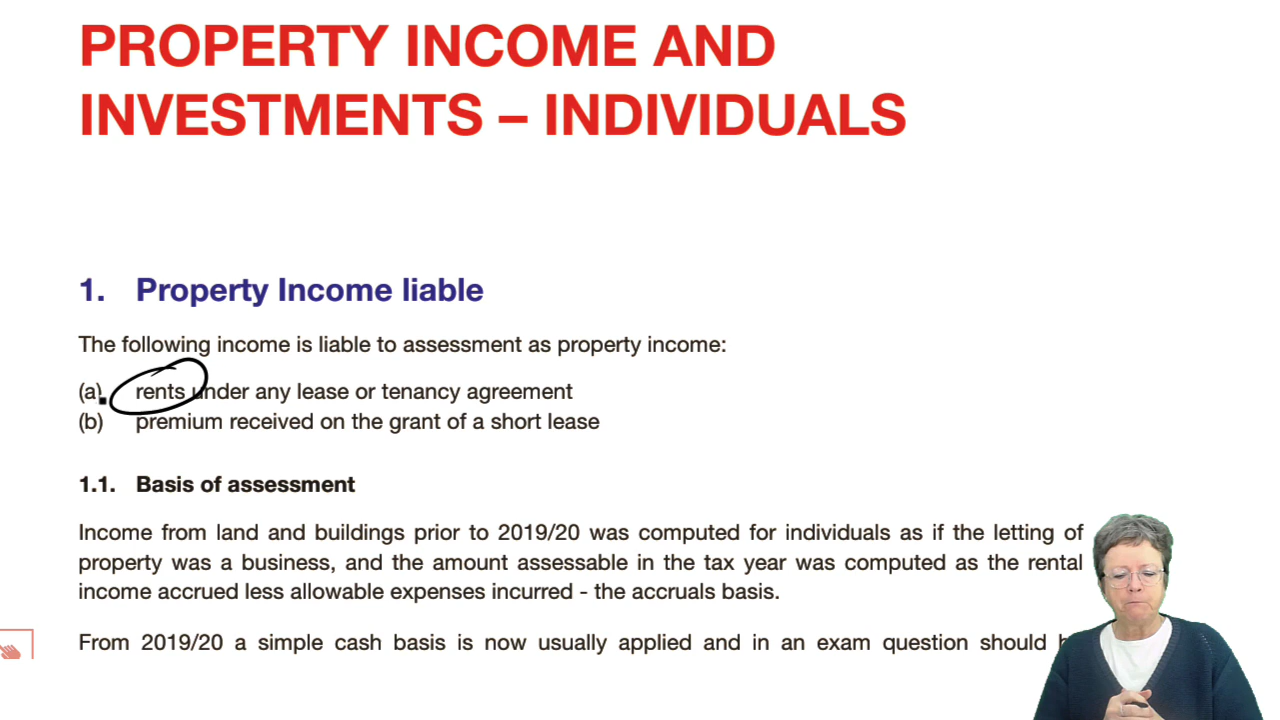 PROPERTY INCOME AND
INVESTMENTS – INDIVIDUALS
1. Property Income liable
The following income is liable to assessment as property income:
(a) rents under any lease or tenancy agreement
(b) premium received on the grant of a short lease
1.1. Basis of assessment
Income from land and buildings prior to 2019/20 was computed for individuals as if the letting of
property was a business, and the amount assessable in the tax year was computed as the rental
income accrued less allowable expenses incurred - the accruals basis.
From 2019/20 a simple cash basis is now usually applied and in an exam question should